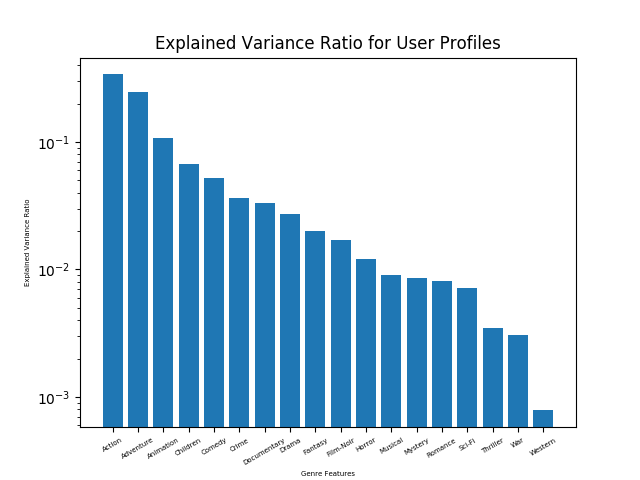 Explained Variance Ratio for User Profiles
Explained Variance Ratio
10⁻¹
10⁻²
10⁻³
Action
Adventure
Animation
Children
Comedy
Crime
Documentary
Drama
Fantasy
Film-Noir
Horror
Musical
Mystery
Romance
Sci-Fi
Thriller
War
Western
Genre Features